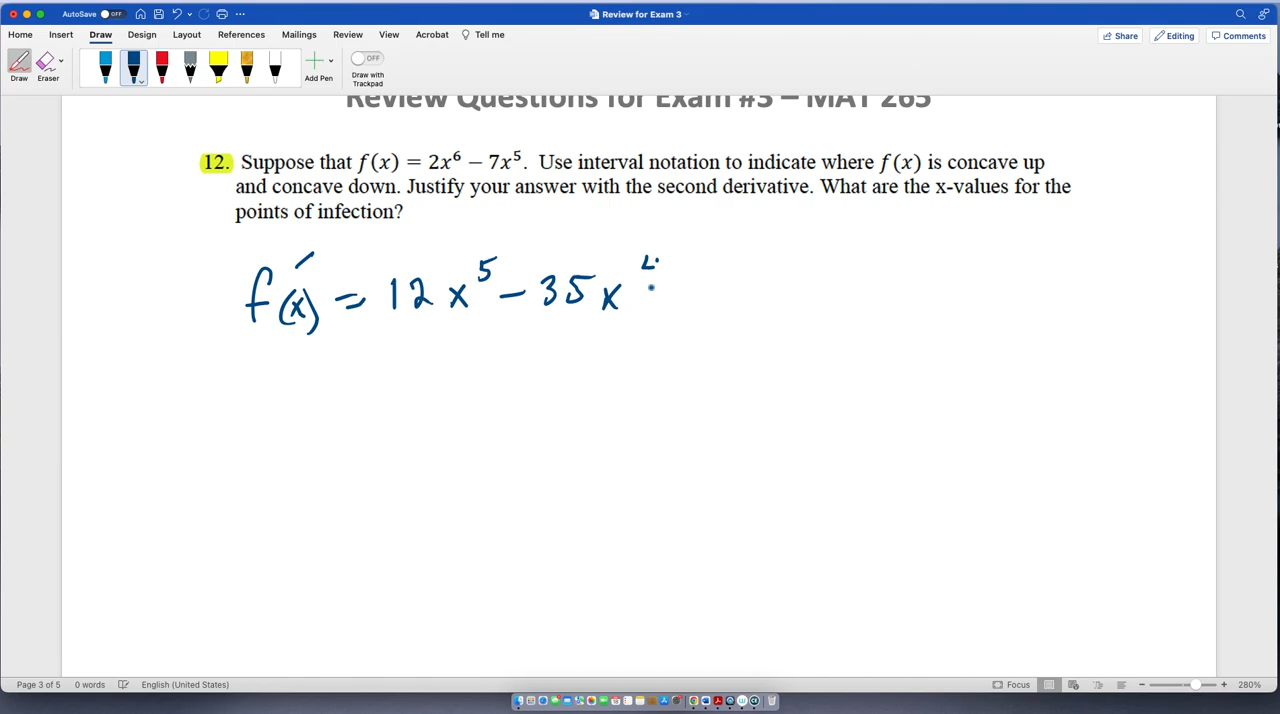 AutoSave OFF Review for Exam 3
Home Insert Draw Design Layout References Mailings Review View Acrobat Tell me Share Editing Comments
Draw Eraser Add Pen OFF Draw with Trackpad
Review Questions for Exam #3 – MAT 265
12. Suppose that f(x) = 2x⁶ − 7x⁵. Use interval notation to indicate where f(x) is concave up
and concave down. Justify your answer with the second derivative. What are the x-values for the
points of infection?
f′(x) = 12x⁵ − 35x⁴
Page 3 of 5 0 words English (United States) Focus 280%